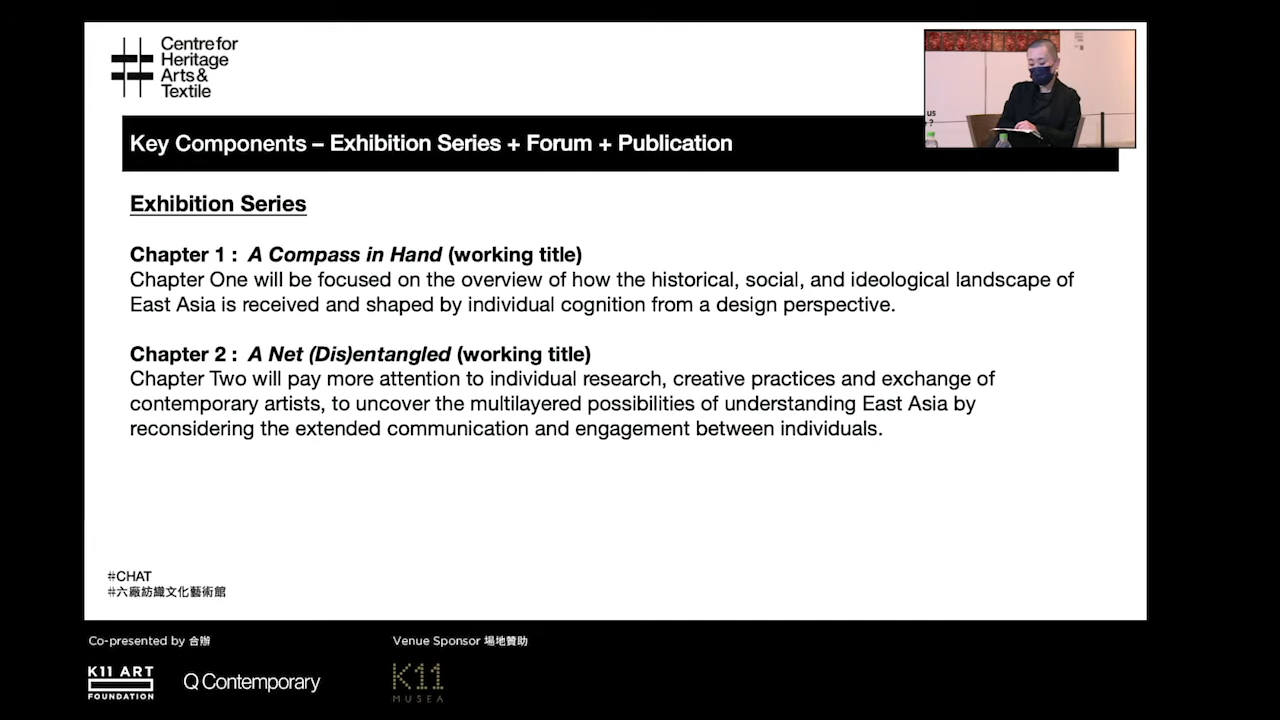 Centre for
Heritage
Arts &
Textile
us
?
Key Components – Exhibition Series + Forum + Publication
Exhibition Series
Chapter 1 : A Compass in Hand (working title)
Chapter One will be focused on the overview of how the historical, social, and ideological landscape of
East Asia is received and shaped by individual cognition from a design perspective.
Chapter 2 : A Net (Dis)entangled (working title)
Chapter Two will pay more attention to individual research, creative practices and exchange of
contemporary artists, to uncover the multilayered possibilities of understanding East Asia by
reconsidering the extended communication and engagement between individuals.
#CHAT
#六廠紡織文化藝術館
Co-presented by 合辦
Venue Sponsor 場地贊助
K11 ART
FOUNDATION
Q Contemporary
K11
MUSEA